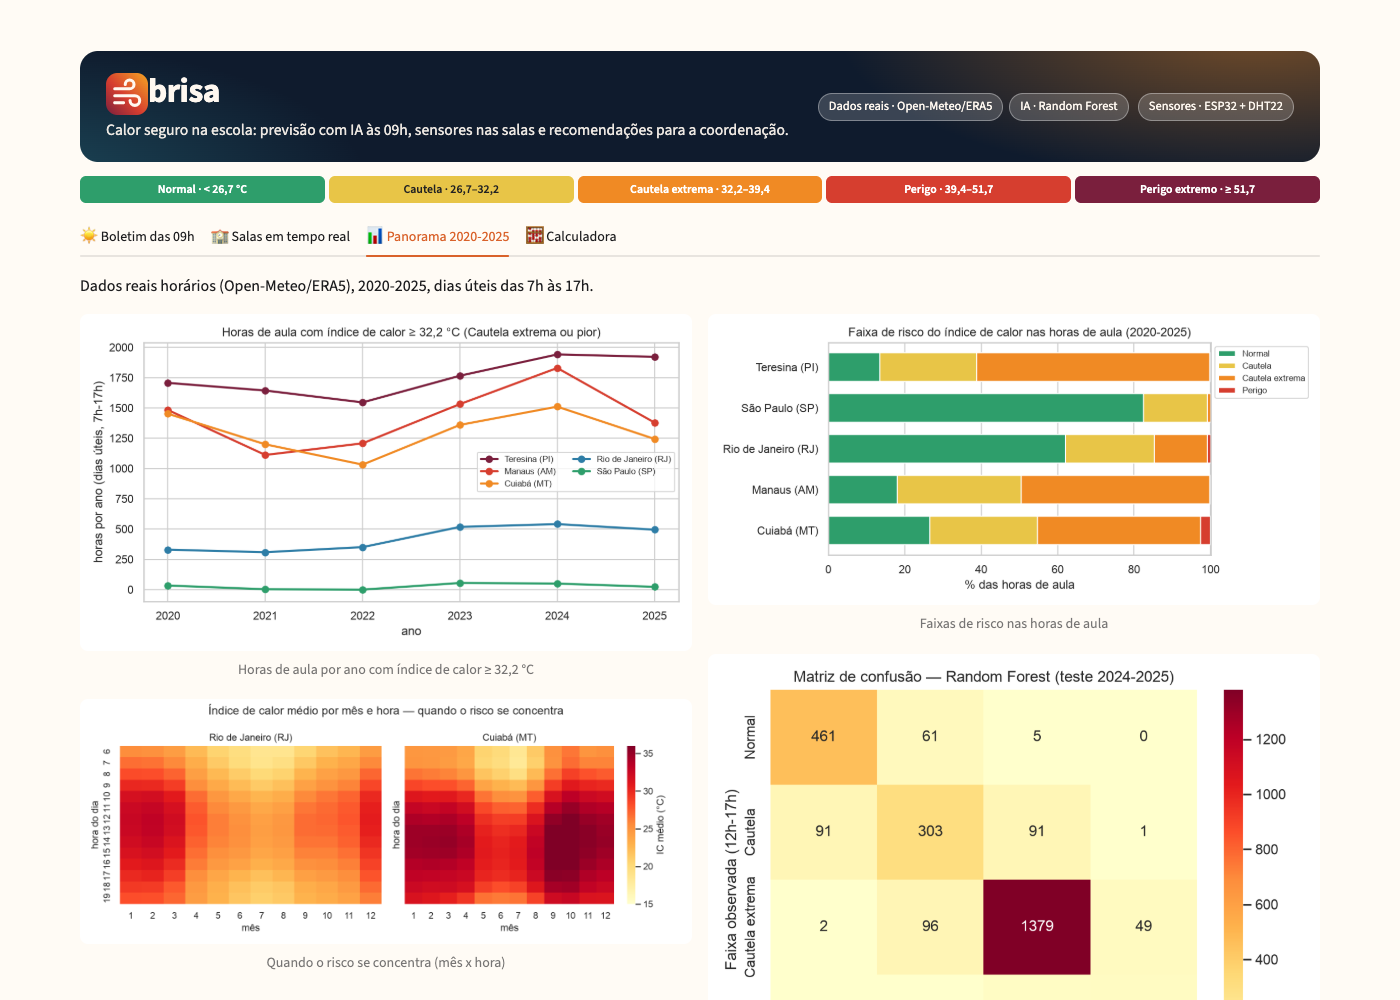 brisa
Calor seguro na escola: previsão com IA às 09h, sensores nas salas e recomendações para a coordenação.
Dados reais · Open-Meteo/ERA5
IA · Random Forest
Sensores · ESP32 + DHT22
Normal · < 26,7 °C
Cautela · 26,7–32,2
Cautela extrema · 32,2–39,4
Perigo · 39,4–51,7
Perigo extremo · ≥ 51,7
Boletim das 09h
Salas em tempo real
Panorama 2020-2025
Calculadora
Dados reais horários (Open-Meteo/ERA5), 2020-2025, dias úteis das 7h às 17h.
Horas de aula com índice de calor ≥ 32,2 °C (Cautela extrema ou pior)
horas por ano (dias úteis, 7h-17h)
2000
1750
1500
1250
1000
750
500
250
0
Teresina (PI)
Manaus (AM)
Cuiabá (MT)
Rio de Janeiro (RJ)
São Paulo (SP)
2020 2021 2022 2023 2024 2025
ano
Horas de aula por ano com índice de calor ≥ 32,2 °C
Faixa de risco do índice de calor nas horas de aula (2020-2025)
Teresina (PI)
São Paulo (SP)
Rio de Janeiro (RJ)
Manaus (AM)
Cuiabá (MT)
Normal
Cautela
Cautela extrema
Perigo
0 20 40 60 80 100
% das horas de aula
Faixas de risco nas horas de aula
Índice de calor médio por mês e hora — quando o risco se concentra
Rio de Janeiro (RJ)
hora do dia
6
7
8
9
10
11
12
13
14
15
16
17
18
19
1 2 3 4 5 6 7 8 9 10 11 12
mês
Cuiabá (MT)
hora do dia
1 2 3 4 5 6 7 8 9 10 11 12
mês
35
30
25
20
15
IC médio (°C)
Quando o risco se concentra (mês x hora)
Matriz de confusão — Random Forest (teste 2024-2025)
Faixa observada (12h-17h)
Normal
461 61 5 0
Cautela
91 303 91 1
Cautela extrema
2 96 1379 49
1200
1000
800
600
400